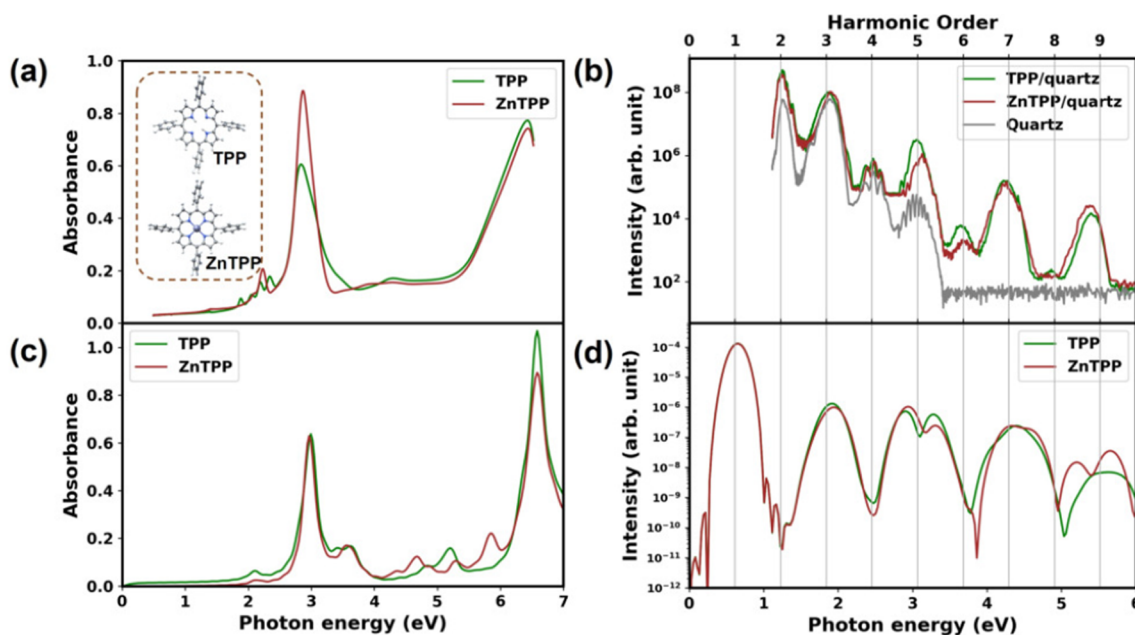 Harmonic Order
0 1 2 3 4 5 6 7 8 9
(a)
1.0
0.8
0.6
0.4
0.2
0.0
Absorbance
TPP
ZnTPP
TPP
ZnTPP
(b)
10⁸
10⁶
10⁴
10²
Intensity (arb. unit)
TPP/quartz
ZnTPP/quartz
Quartz
(c)
1.0
0.8
0.6
0.4
0.2
0.0
Absorbance
TPP
ZnTPP
0 1 2 3 4 5 6 7
Photon energy (eV)
(d)
10⁻⁴
10⁻⁵
10⁻⁶
10⁻⁷
10⁻⁸
10⁻⁹
10⁻¹⁰
10⁻¹¹
10⁻¹²
Intensity (arb. unit)
TPP
ZnTPP
0 1 2 3 4 5 6
Photon energy (eV)